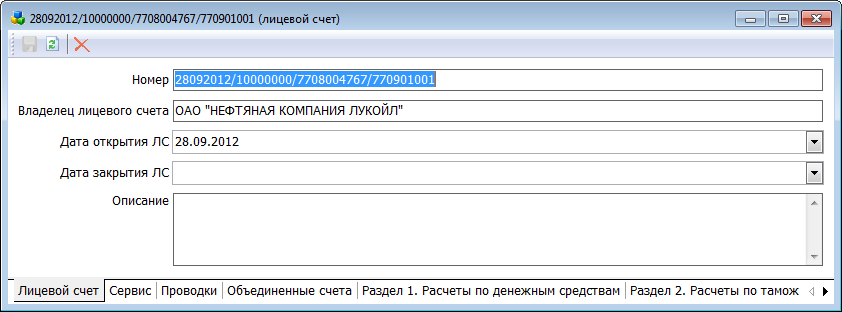 28092012/10000000/7708004767/770901001 (лицевой счет)
Номер 28092012/10000000/7708004767/770901001
Владелец лицевого счета ОАО "НЕФТЯНАЯ КОМПАНИЯ ЛУКОЙЛ"
Дата открытия ЛС 28.09.2012
Дата закрытия ЛС
Описание
Лицевой счет Сервис Проводки Объединенные счета Раздел 1. Расчеты по денежным средствам Раздел 2. Расчеты по тамож